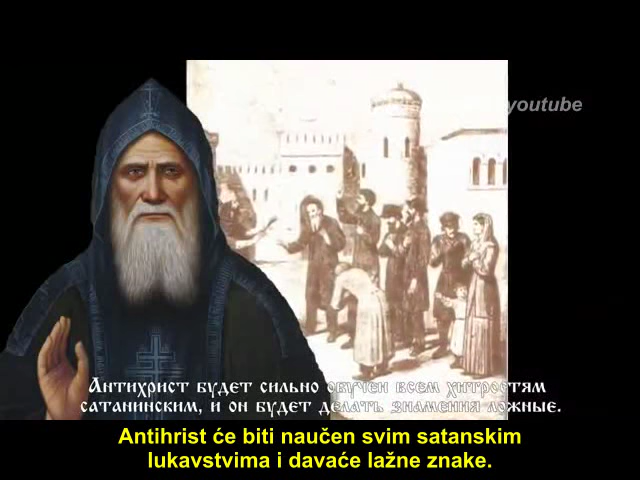 youtube
Антихрист будет сильно обучен всем хитростям
сатанинским, и он будет делать знамения ложные.
Antihrist će biti naučen svim satanskim
lukavstvima i davaće lažne znake.